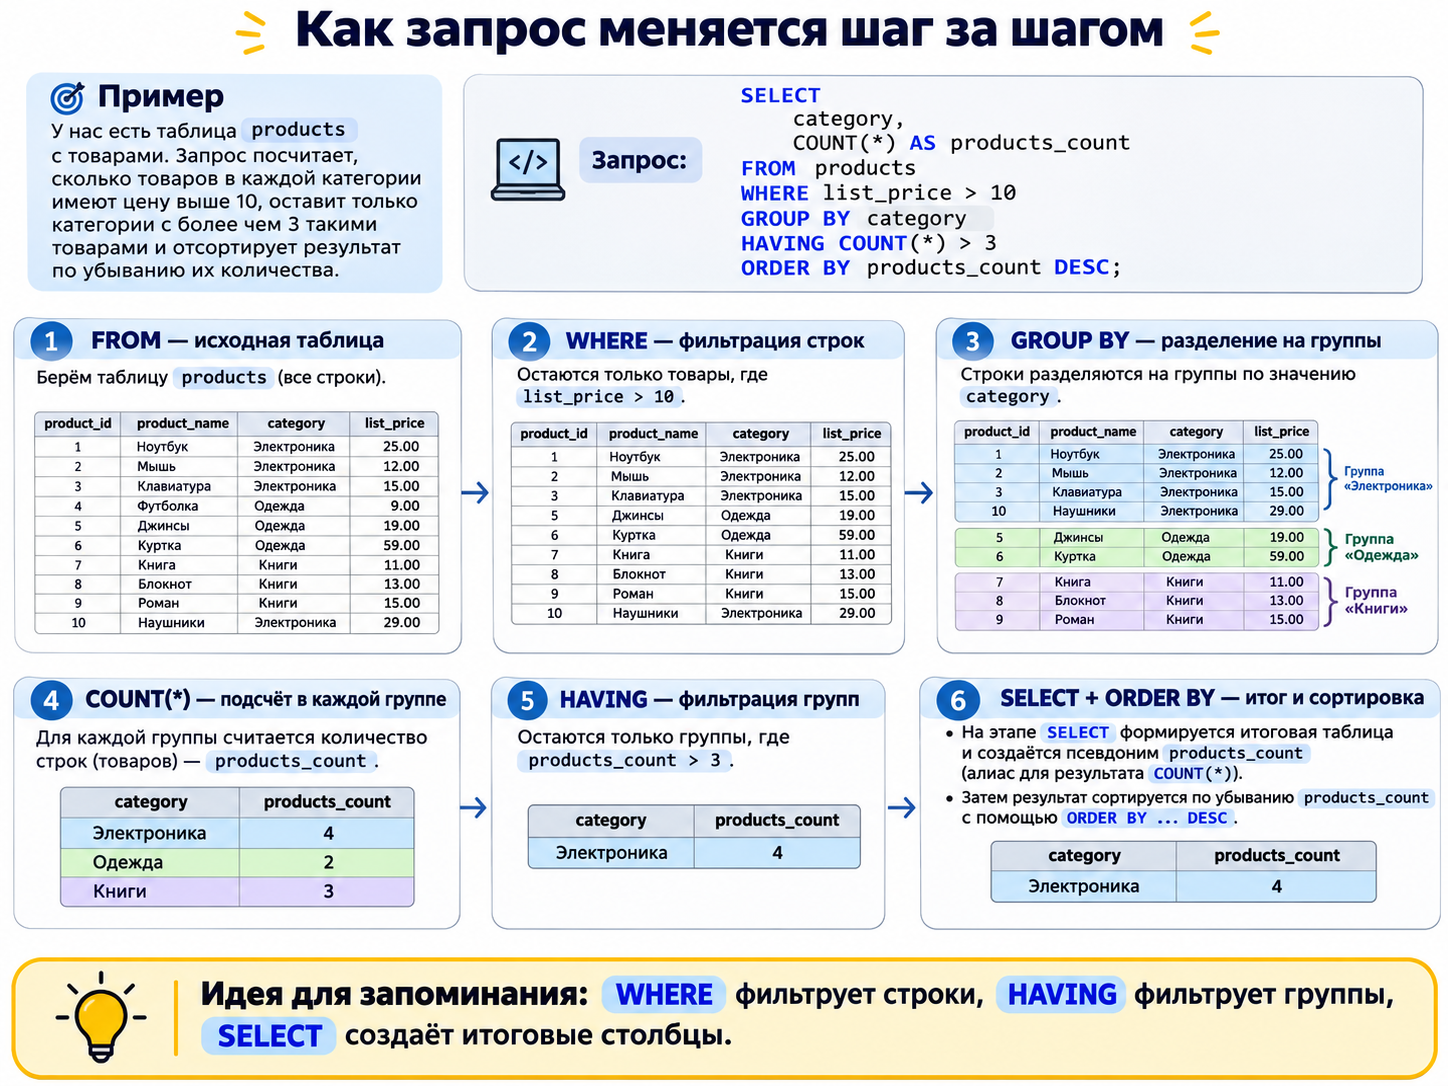 Как запрос меняется шаг за шагом
Пример
У нас есть таблица products
с товарами. Запрос посчитает,
сколько товаров в каждой категории
имеют цену выше 10, оставит только
категории с более чем 3 такими
товарами и отсортирует результат
по убыванию их количества.
</>
Запрос:
SELECT
category,
COUNT(*) AS products_count
FROM products
WHERE list_price > 10
GROUP BY category
HAVING COUNT(*) > 3
ORDER BY products_count DESC;
1 FROM — исходная таблица
Берём таблицу products (все строки).
product_id product_name category list_price
1 Ноутбук Электроника 25.00
2 Мышь Электроника 12.00
3 Клавиатура Электроника 15.00
4 Футболка Одежда 9.00
5 Джинсы Одежда 19.00
6 Куртка Одежда 59.00
7 Книга Книги 11.00
8 Блокнот Книги 13.00
9 Роман Книги 15.00
10 Наушники Электроника 29.00
2 WHERE — фильтрация строк
Остаются только товары, где
list_price > 10.
product_id product_name category list_price
1 Ноутбук Электроника 25.00
2 Мышь Электроника 12.00
3 Клавиатура Электроника 15.00
5 Джинсы Одежда 19.00
6 Куртка Одежда 59.00
7 Книга Книги 11.00
8 Блокнот Книги 13.00
9 Роман Книги 15.00
10 Наушники Электроника 29.00
3 GROUP BY — разделение на группы
Строки разделяются на группы по значению
category.
product_id product_name category list_price
1 Ноутбук Электроника 25.00
2 Мышь Электроника 12.00
3 Клавиатура Электроника 15.00
10 Наушники Электроника 29.00
Группа
«Электроника»
5 Джинсы Одежда 19.00
6 Куртка Одежда 59.00
Группа
«Одежда»
7 Книга Книги 11.00
8 Блокнот Книги 13.00
9 Роман Книги 15.00
Группа
«Книги»
4 COUNT(*) — подсчёт в каждой группе
Для каждой группы считается количество
строк (товаров) — products_count.
category products_count
Электроника 4
Одежда 2
Книги 3
5 HAVING — фильтрация групп
Остаются только группы, где
products_count > 3.
category products_count
Электроника 4
6 SELECT + ORDER BY — итог и сортировка
• На этапе SELECT формируется итоговая таблица
и создаётся псевдоним products_count
(алиас для результата COUNT(*)).
• Затем результат сортируется по убыванию products_count
с помощью ORDER BY ... DESC.
category products_count
Электроника 4
Идея для запоминания: WHERE фильтрует строки, HAVING фильтрует группы,
SELECT создаёт итоговые столбцы.